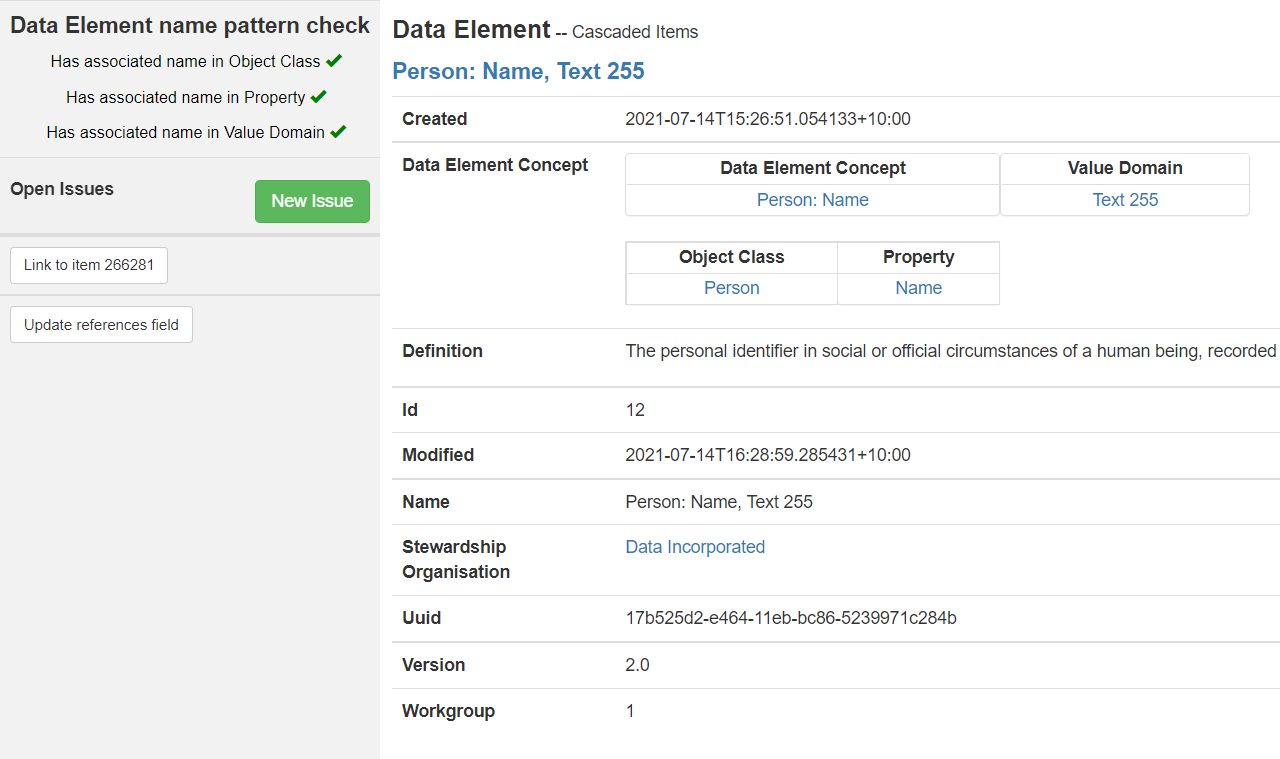 Data Element name pattern check
Has associated name in Object Class
Has associated name in Property
Has associated name in Value Domain
Open Issues
New Issue
Link to item 266281
Update references field
Data Element -- Cascaded Items
Person: Name, Text 255
Created 2021-07-14T15:26:51.054133+10:00
Data Element Concept
Data Element Concept Value Domain
Person: Name Text 255
Object Class Property
Person Name
Definition The personal identifier in social or official circumstances of a human being, recorded
Id 12
Modified 2021-07-14T16:28:59.285431+10:00
Name Person: Name, Text 255
Stewardship Data Incorporated
Organisation
Uuid 17b525d2-e464-11eb-bc86-5239971c284b
Version 2.0
Workgroup 1